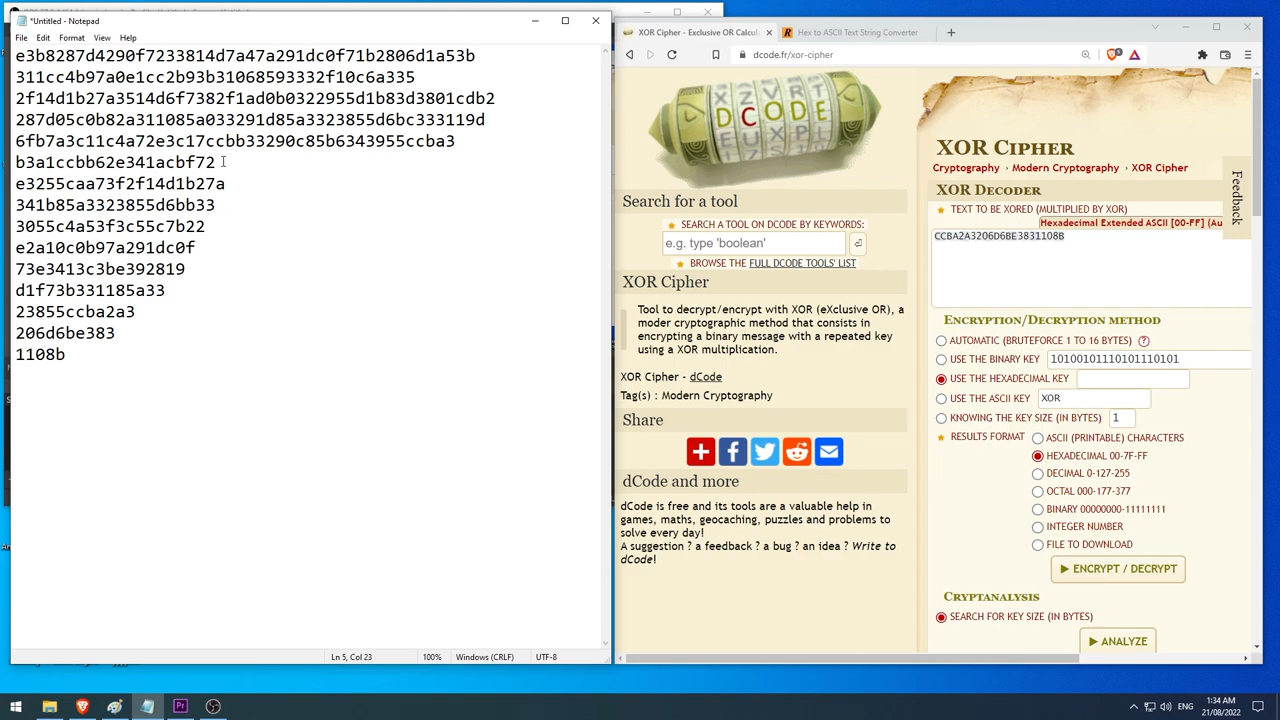 *Untitled - Notepad
File Edit Format View Help
e3b8287d4290f7233814d7a47a291dc0f71b2806d1a53b
311cc4b97a0e1cc2b93b31068593332f10c6a335
2f14d1b27a3514d6f7382f1ad0b0322955d1b83d3801cdb2
287d05c0b82a311085a033291d85a3323855d6bc333119d
6fb7a3c11c4a72e3c17ccbb33290c85b6343955ccba3
b3a1ccbb62e341acbf72
e3255caa73f2f14d1b27a
341b85a3323855d6bb33
3055c4a53f3c55c7b22
e2a10c0b97a291dc0f
73e3413c3be392819
d1f73b331185a33
23855ccba2a3
206d6be383
1108b
Ln 5, Col 23
100%
Windows (CRLF)
UTF-8
XOR Cipher - Exclusive OR Calcu
Hex to ASCII Text String Converter
dcode.fr/xor-cipher
DCODE
Search for a tool
SEARCH A TOOL ON DCODE BY KEYWORDS:
e.g. type 'boolean'
BROWSE THE FULL DCODE TOOLS' LIST
XOR Cipher
Tool to decrypt/encrypt with XOR (eXclusive OR), a
moder cryptographic method that consists in
encrypting a binary message with a repeated key
using a XOR multiplication.
XOR Cipher - dCode
Tag(s) : Modern Cryptography
Share
dCode and more
dCode is free and its tools are a valuable help in
games, maths, geocaching, puzzles and problems to
solve every day!
A suggestion ? a feedback ? a bug ? an idea ? Write to
dCode!
XOR CIPHER
Cryptography › Modern Cryptography › XOR Cipher
XOR DECODER
TEXT TO BE XORED (MULTIPLIED BY XOR)
Hexadecimal Extended ASCII [00-FF] (Au
CCBA2A3206D6BE3831108B
ENCRYPTION/DECRYPTION METHOD
AUTOMATIC (BRUTEFORCE 1 TO 16 BYTES)
USE THE BINARY KEY 10100101110101110101
USE THE HEXADECIMAL KEY
USE THE ASCII KEY XOR
KNOWING THE KEY SIZE (IN BYTES) 1
RESULTS FORMAT
ASCII (PRINTABLE) CHARACTERS
HEXADECIMAL 00-7F-FF
DECIMAL 0-127-255
OCTAL 000-177-377
BINARY 00000000-11111111
INTEGER NUMBER
FILE TO DOWNLOAD
ENCRYPT / DECRYPT
CRYPTANALYSIS
SEARCH FOR KEY SIZE (IN BYTES)
ANALYZE
Feedback
ENG
1:34 AM
21/08/2022